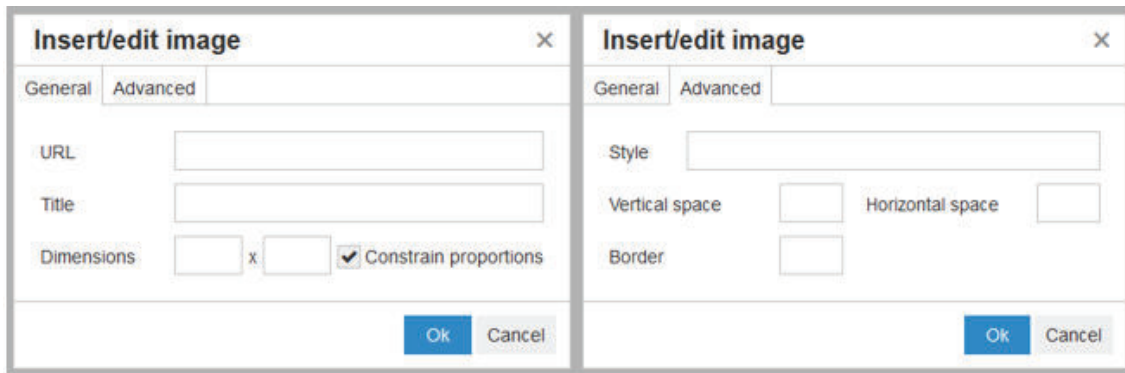 Insert/edit image ×
General Advanced
URL
Title
Dimensions x Constrain proportions
Ok Cancel
Insert/edit image ×
General Advanced
Style
Vertical space Horizontal space
Border
Ok Cancel